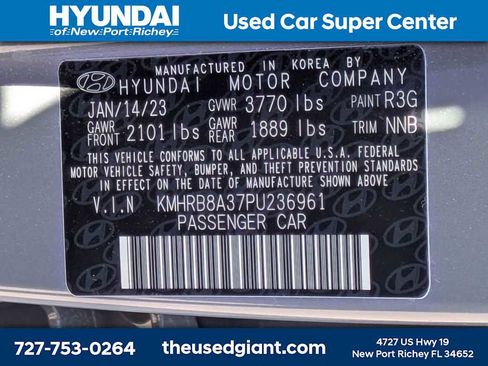 HYUNDAI
of New Port Richey
Used Car Super Center
MANUFACTURED IN KOREA BY
HYUNDAI MOTOR COMPANY
JAN/14/23 GVWR 3770 lbs PAINT R3G
GAWR FRONT 2101 lbs GAWR REAR 1889 lbs TRIM NNB
THIS VEHICLE CONFORMS TO ALL APPLICABLE U.S.A. FEDERAL
MOTOR VEHICLE SAFETY, BUMPER, AND THEFT PREVENTION STANDARDS
IN EFFECT ON THE DATE OF MANUFACTURE SHOWN ABOVE.
V.I.N KMHRB8A37PU236961
PASSENGER CAR
727-753-0264
theusedgiant.com
4727 US Hwy 19
New Port Richey FL 34652